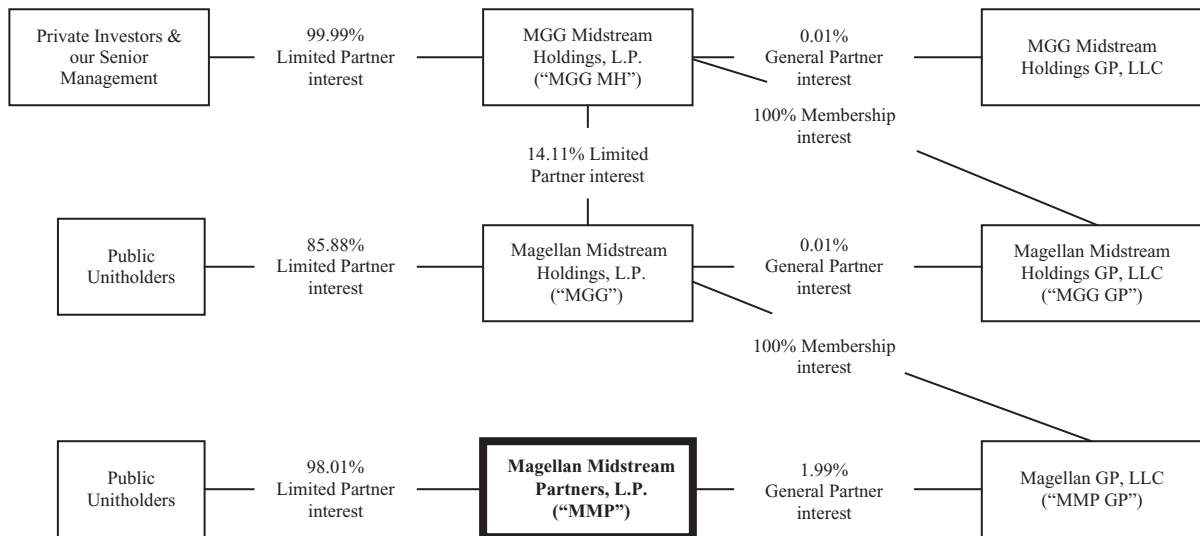 Private Investors &
our Senior
Management
99.99%
Limited Partner
interest
MGG Midstream
Holdings, L.P.
(“MGG MH”)
0.01%
General Partner
interest
MGG Midstream
Holdings GP, LLC
100% Membership
interest
14.11% Limited
Partner interest
Public
Unitholders
85.88%
Limited Partner
interest
Magellan Midstream
Holdings, L.P.
(“MGG”)
0.01%
General Partner
interest
Magellan Midstream
Holdings GP, LLC
(“MGG GP”)
100% Membership
interest
Public
Unitholders
98.01%
Limited Partner
interest
Magellan Midstream
Partners, L.P.
(“MMP”)
1.99%
General Partner
interest
Magellan GP, LLC
(“MMP GP”)